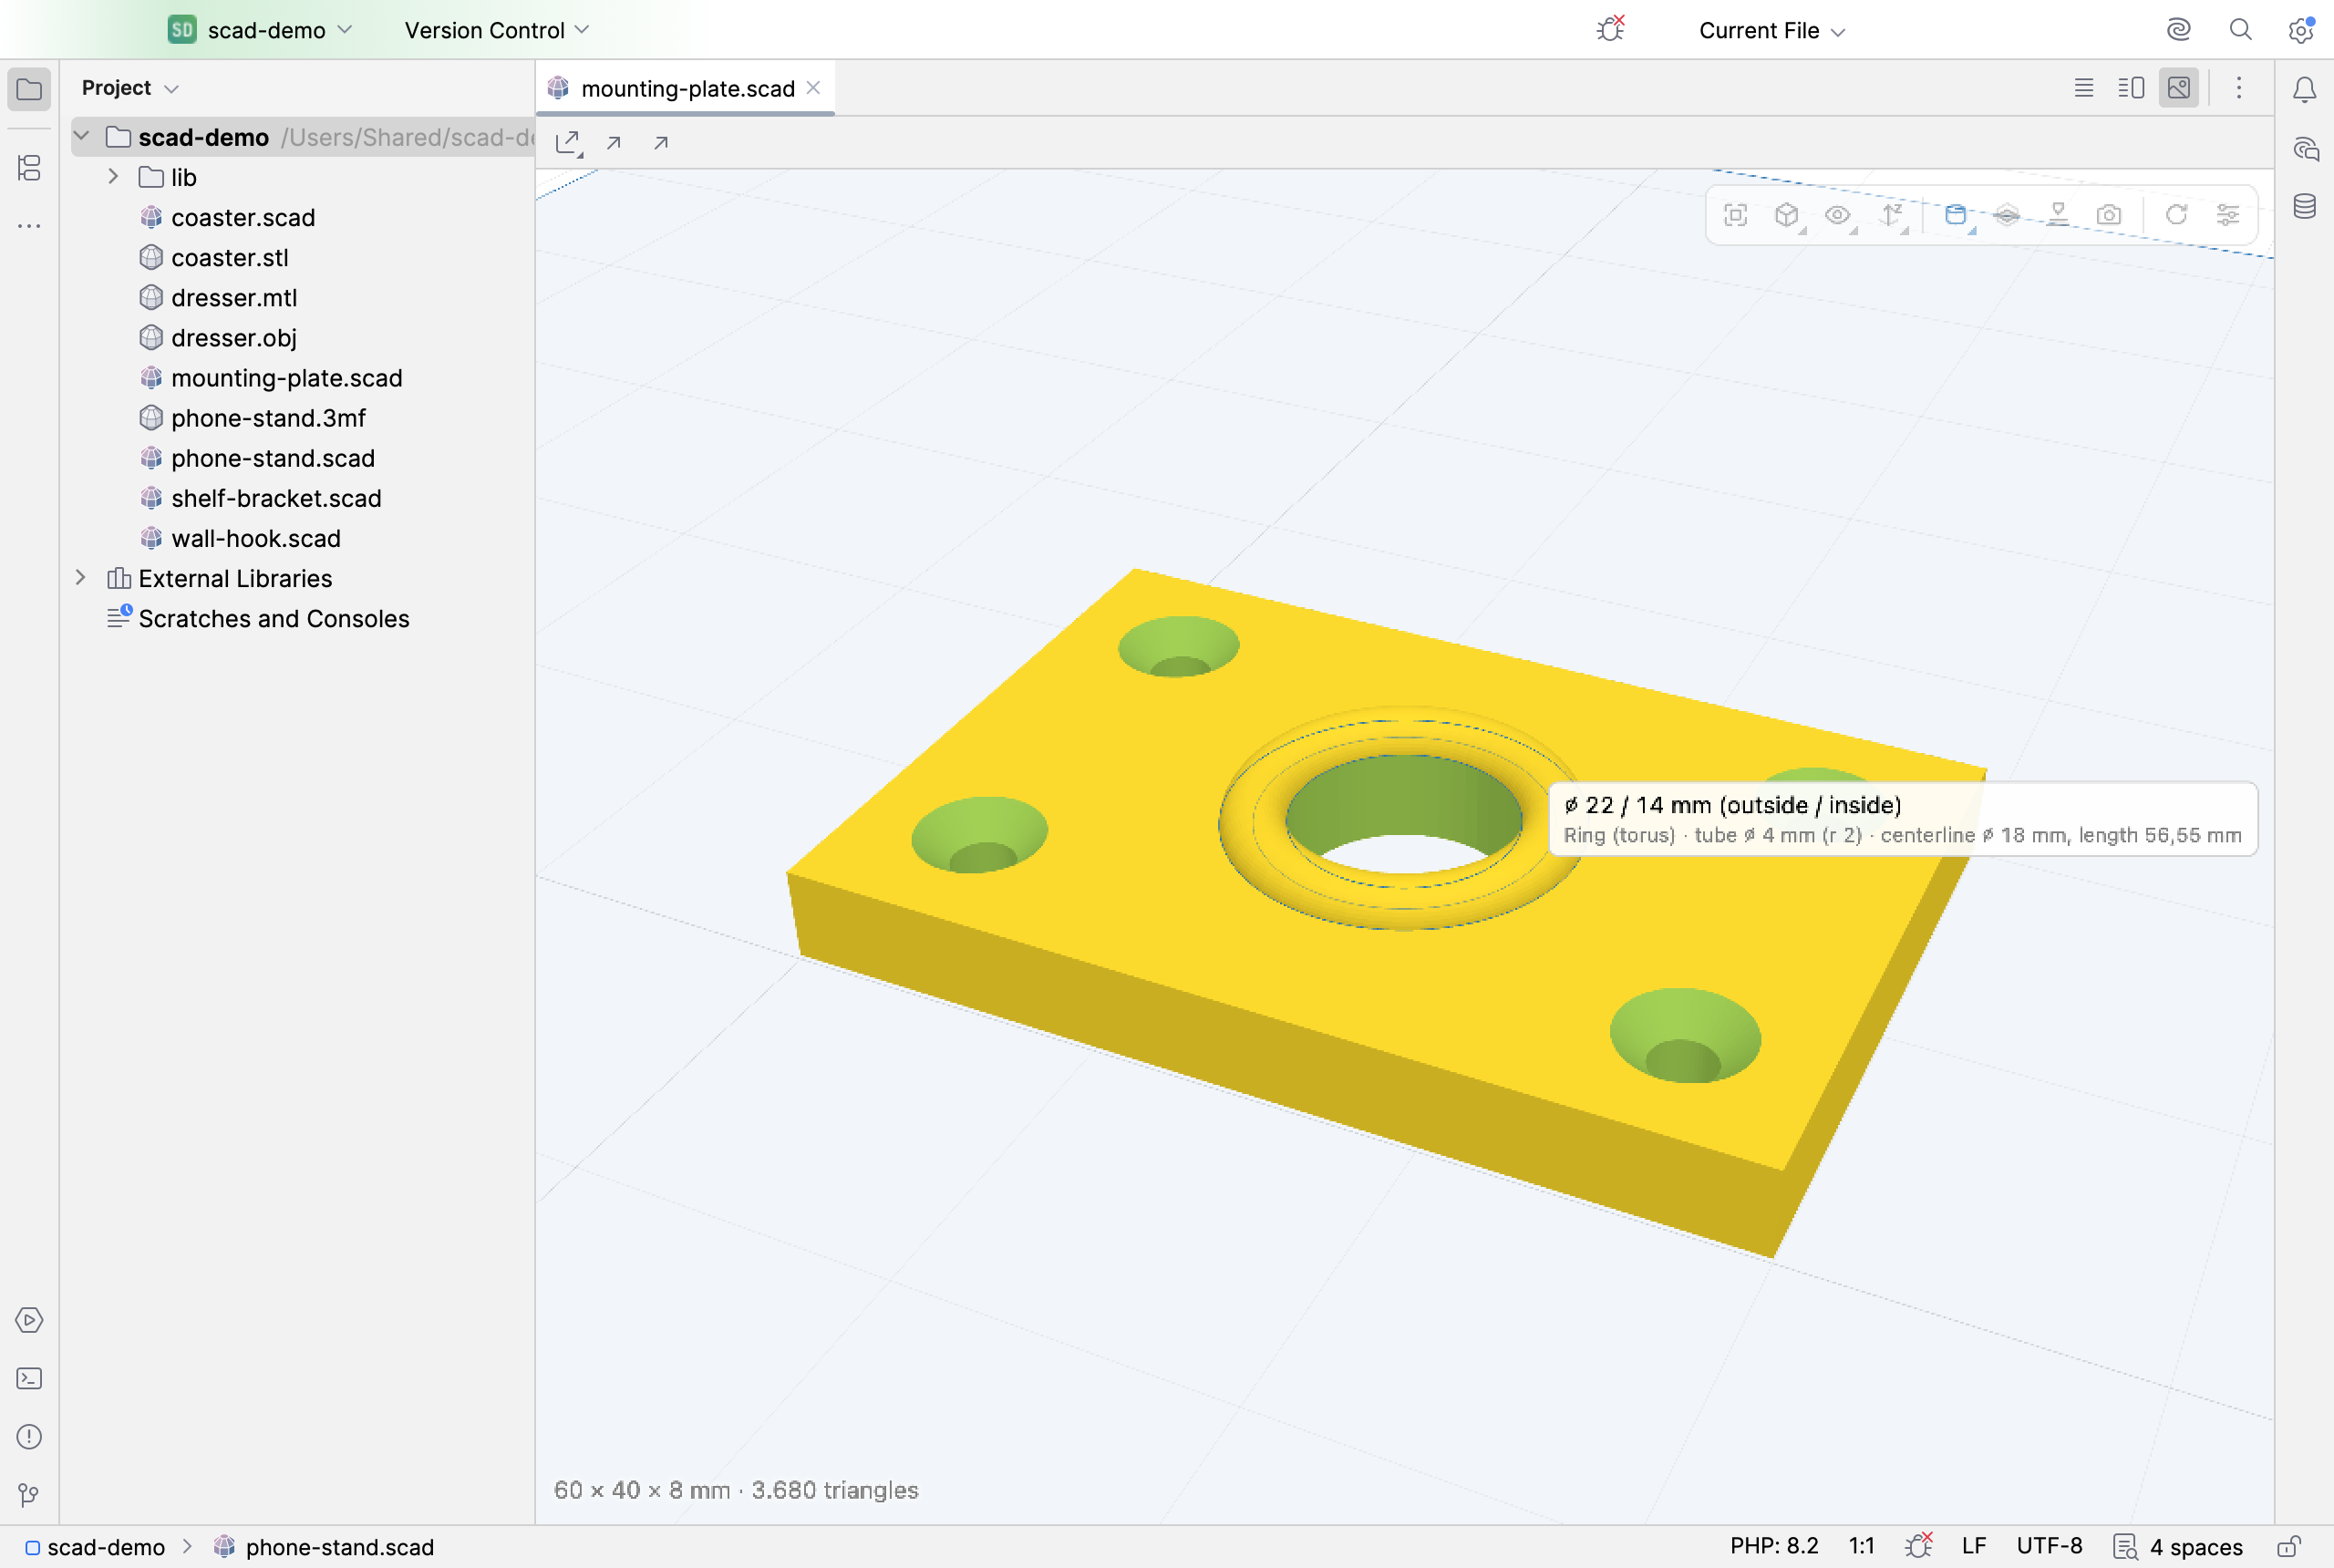 SD scad-demo Version Control Current File
Project
mounting-plate.scad
scad-demo /Users/Shared/scad-d
lib
coaster.scad
coaster.stl
dresser.mtl
dresser.obj
mounting-plate.scad
phone-stand.3mf
phone-stand.scad
shelf-bracket.scad
wall-hook.scad
External Libraries
Scratches and Consoles
⌀ 22 / 14 mm (outside / inside)
Ring (torus) · tube ⌀ 4 mm (r 2) · centerline ⌀ 18 mm, length 56,55 mm
60 × 40 × 8 mm · 3.680 triangles
scad-demo phone-stand.scad PHP: 8.2 1:1 LF UTF-8 4 spaces